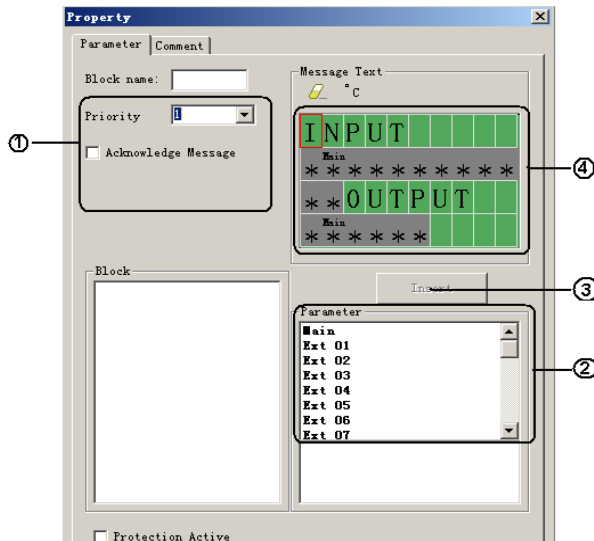 Property
Parameter Comment
Block name:
Message Text
°C
Priority 1
① Acknowledge Message
INPUT
Main
* * * * * * * * * *
④
* * OUTPUT
Main
* * * * * *
Block
Insert
③
Parameter
Main
Ext 01
Ext 02
②
Ext 03
Ext 04
Ext 05
Ext 06
Ext 07
Protection Active